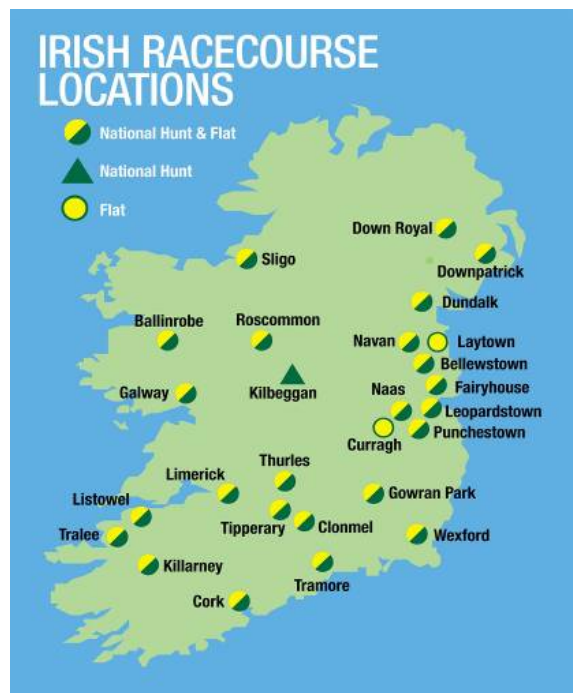 IRISH RACECOURSE
LOCATIONS
National Hunt & Flat
National Hunt
Flat
Down Royal
Sligo
Downpatrick
Dundalk
Ballinrobe
Roscommon
Navan
Laytown
Bellewstown
Kilbeggan
Galway
Naas
Fairyhouse
Leopardstown
Curragh
Punchestown
Thurles
Limerick
Gowran Park
Listowel
Tipperary
Clonmel
Tralee
Wexford
Killarney
Tramore
Cork